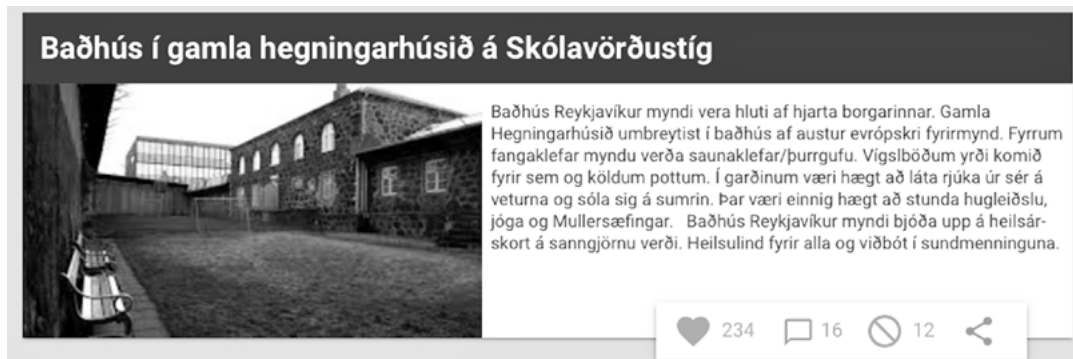 Baðhús í gamla hegningarhúsið á Skólavörðustíg
Baðhús Reykjavíkur myndi vera hluti af hjarta borgarinnar. Gamla
Hegningarhúsið umbreytist í baðhús af austur evrópskri fyrirmynd. Fyrrum
fangaklefar myndu verða saunaklefar/þurrgufu. Vígslböðum yrði komið
fyrir sem og köldum pottum. Í garðinum væri hægt að láta rjúka úr sér á
veturna og sóla sig á sumrin. Þar væri einnig hægt að stunda hugleiðslu,
jóga og Mullersæfingar. Baðhús Reykjavíkur myndi bjóða upp á heilsár-
skort á sanngjörnu verði. Heilsulind fyrir alla og viðbót í sundmenninguna.
234 16 12